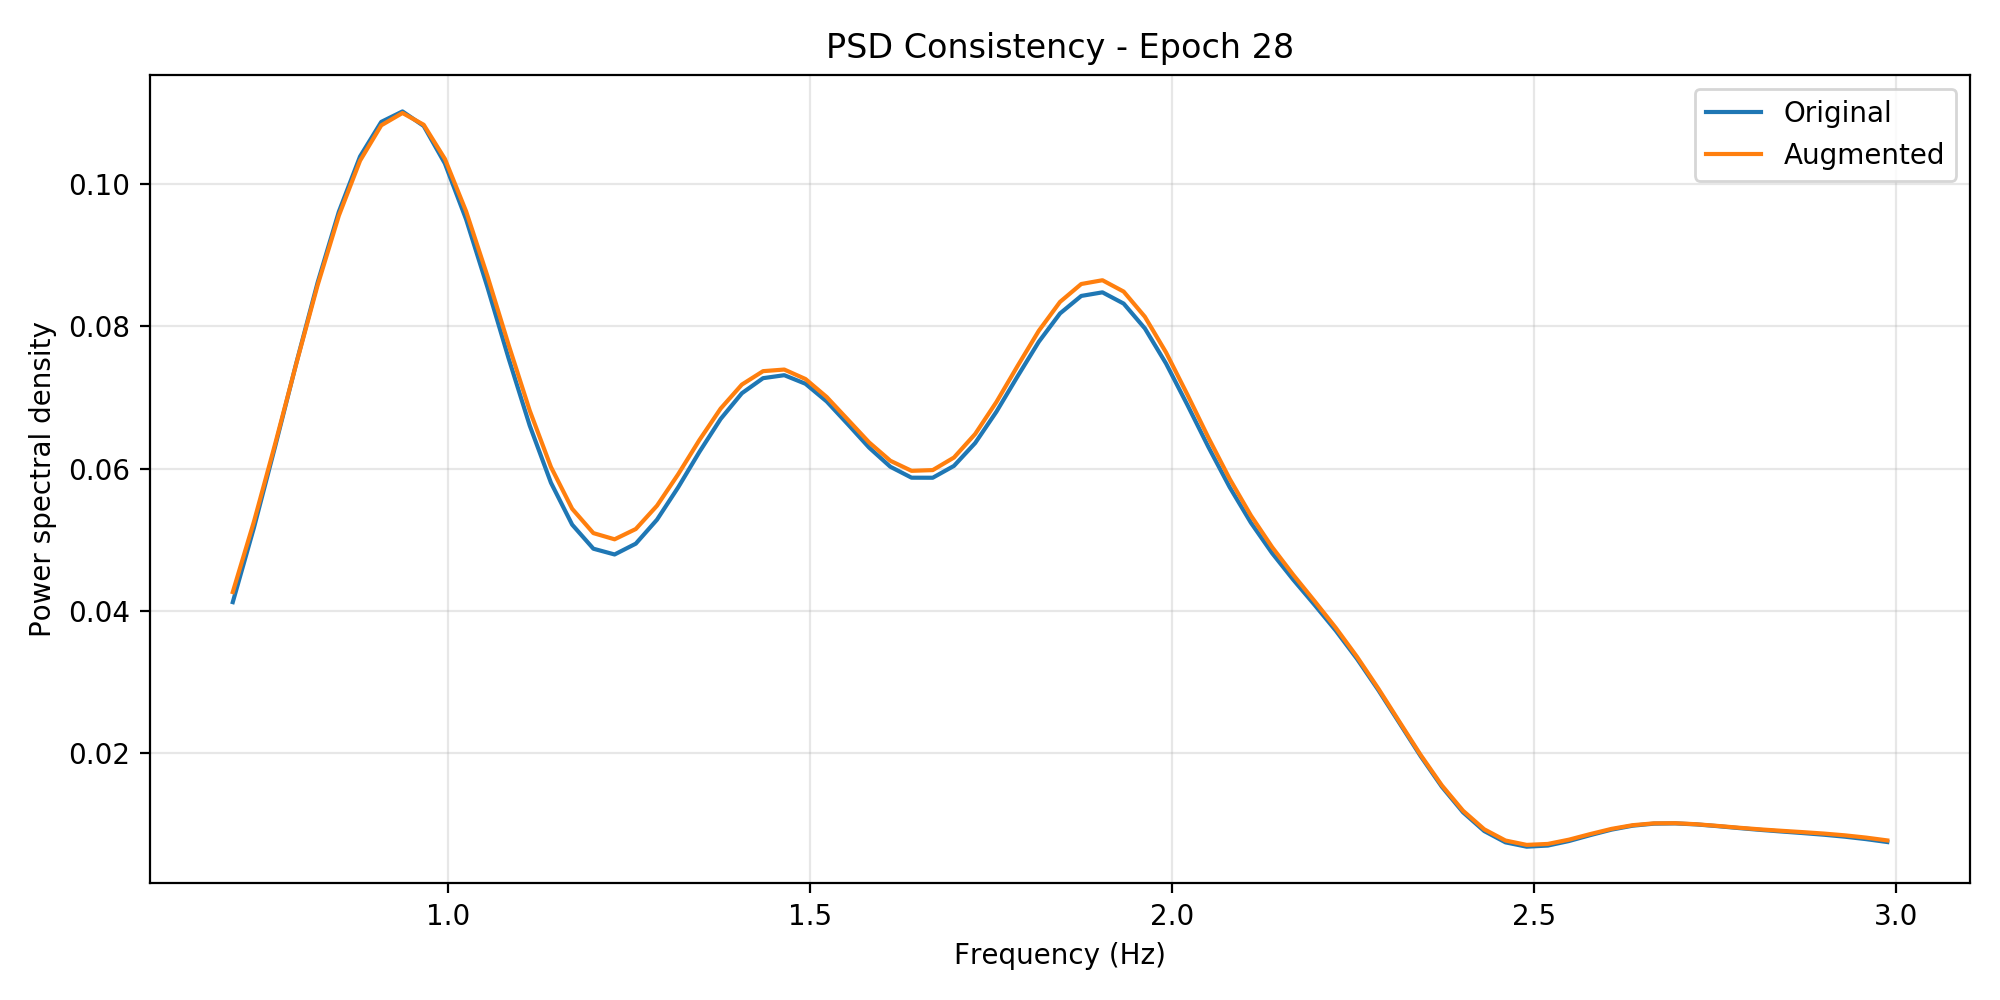 PSD Consistency - Epoch 28
Original
Augmented
Power spectral density
0.10
0.08
0.06
0.04
0.02
1.0 1.5 2.0 2.5 3.0
Frequency (Hz)